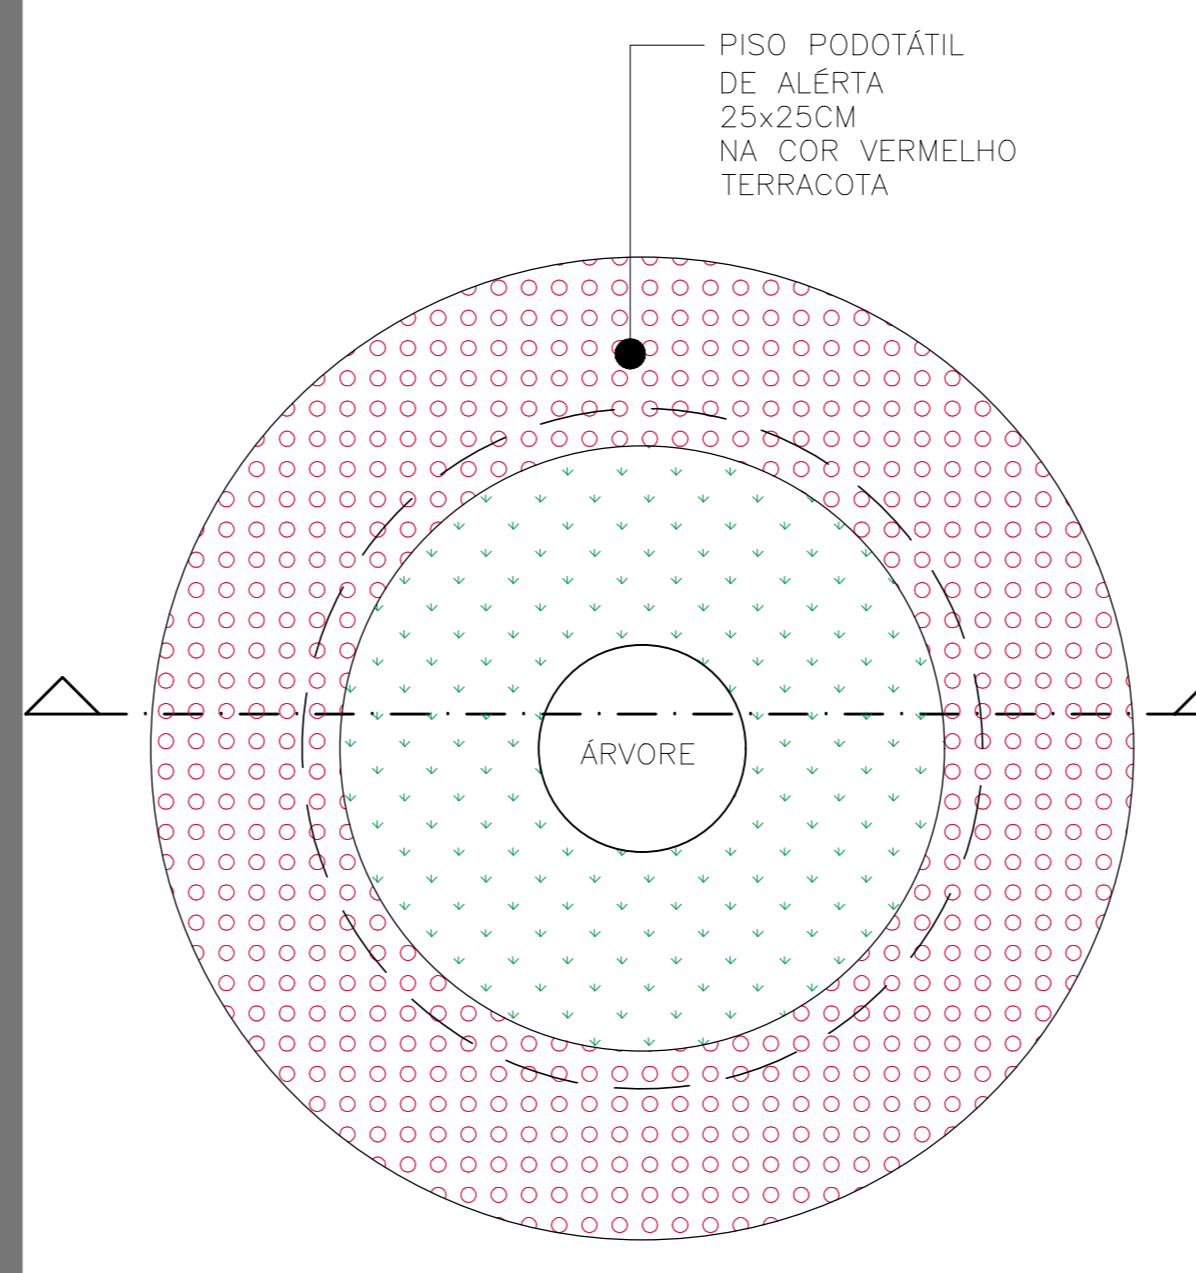 PISO PODOTÁTIL
DE ALÉRTA
25x25CM
NA COR VERMELHO
TERRACOTA
ÁRVORE